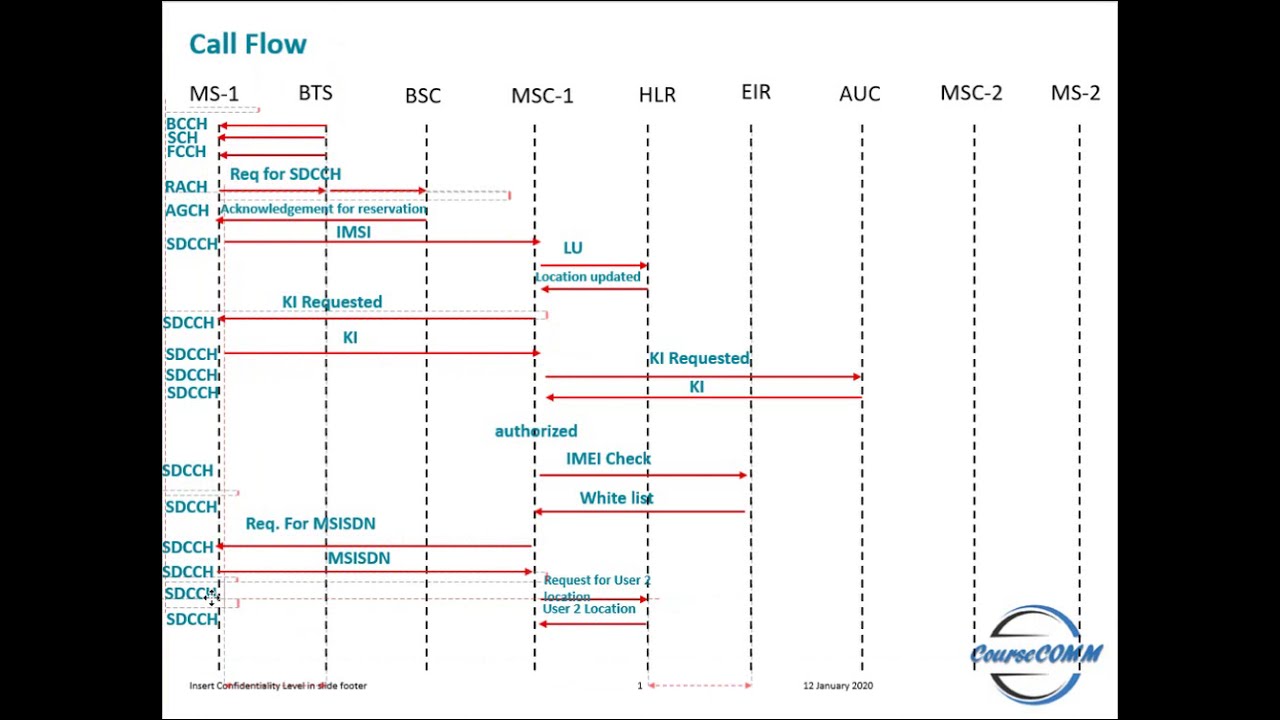 Call Flow
MS-1 BTS BSC MSC-1 HLR EIR AUC MSC-2 MS-2
BCCH
SCH
FCCH
Req for SDCCH
RACH
AGCH Acknowledgement for reservation
IMSI
SDCCH LU
Location updated
KI Requested
SDCCH
KI
SDCCH KI Requested
SDCCH
SDCCH KI
authorized
IMEI Check
SDCCH
White list
SDCCH
Req. For MSISDN
SDCCH
MSISDN
SDCCH
Request for User 2
location
SDCCH
User 2 Location
SDCCH
CourseCOMM
Insert Confidentiality Level in slide footer 1 12 January 2020